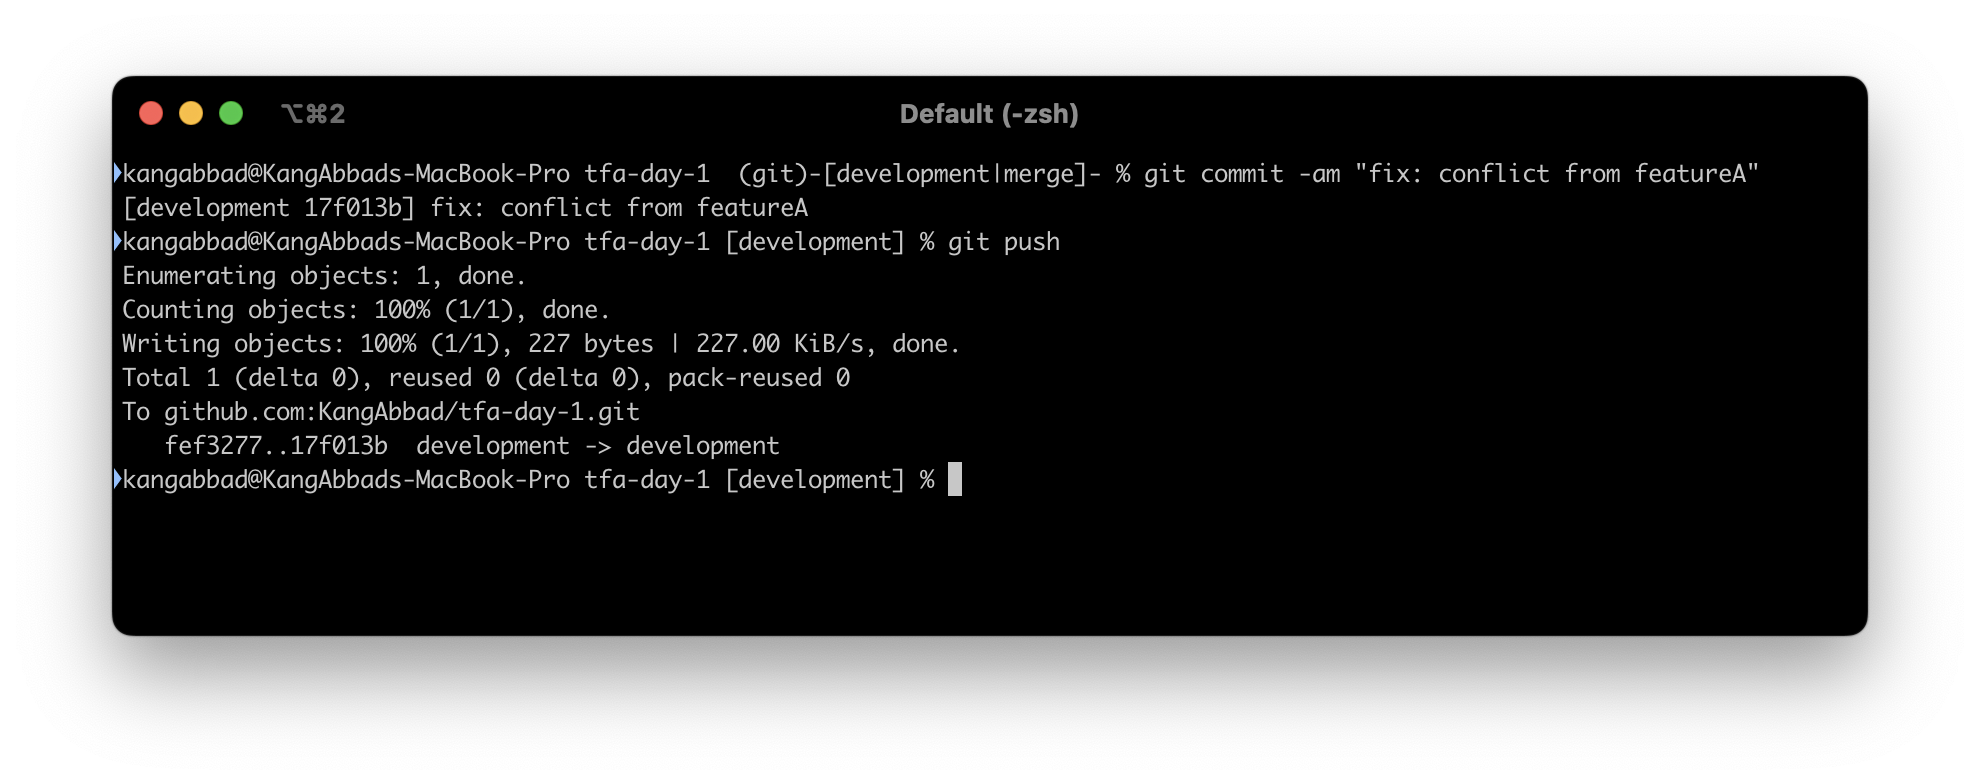 ⌥⌘2
Default (-zsh)
kangabbad@KangAbbads-MacBook-Pro tfa-day-1  (git)-[development|merge]- % git commit -am "fix: conflict from featureA"
[development 17f013b] fix: conflict from featureA
kangabbad@KangAbbads-MacBook-Pro tfa-day-1 [development] % git push
Enumerating objects: 1, done.
Counting objects: 100% (1/1), done.
Writing objects: 100% (1/1), 227 bytes | 227.00 KiB/s, done.
Total 1 (delta 0), reused 0 (delta 0), pack-reused 0
To github.com:KangAbbad/tfa-day-1.git
   fef3277..17f013b  development -> development
kangabbad@KangAbbads-MacBook-Pro tfa-day-1 [development] %